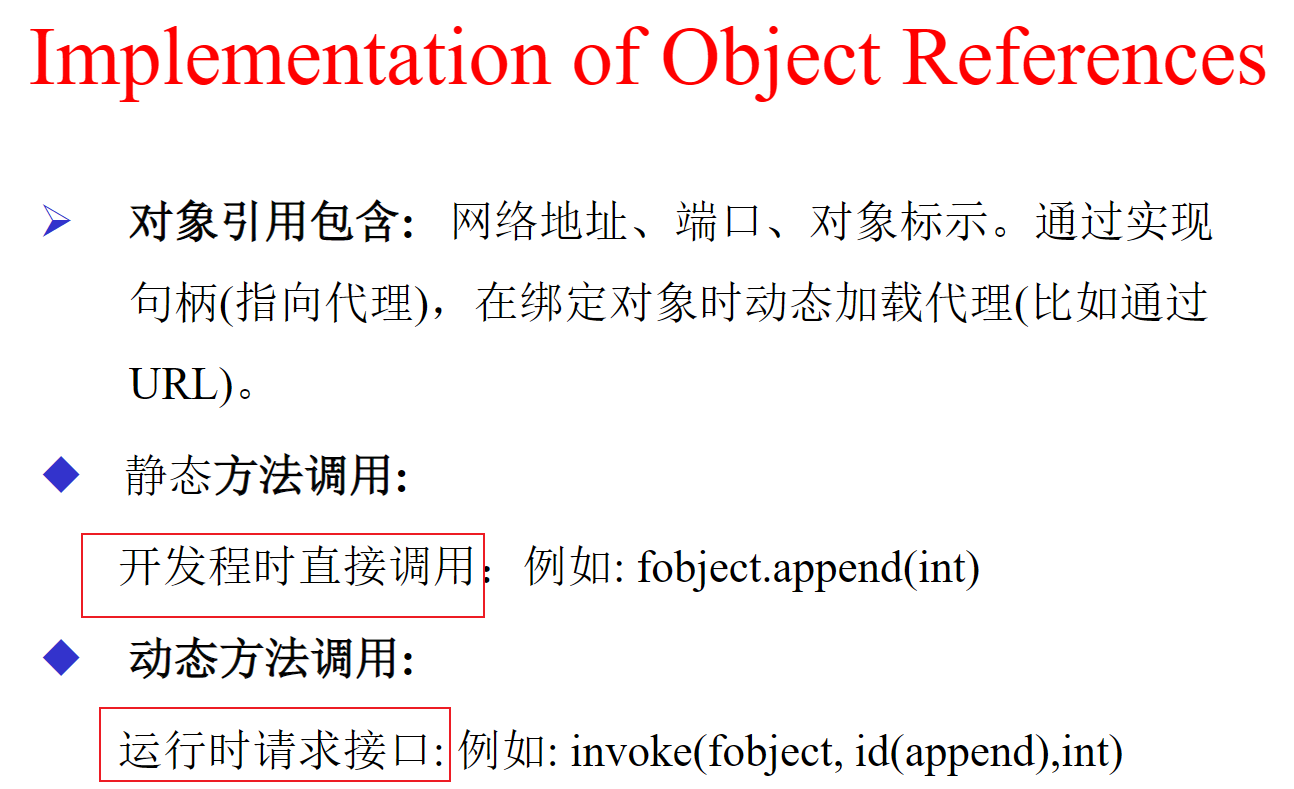 Implementation of Object References
对象引用包含: 网络地址、端口、对象标示。通过实现
句柄(指向代理)，在绑定对象时动态加载代理(比如通过
URL)。
静态方法调用:
开发程时直接调用：例如: fobject.append(int)
动态方法调用:
运行时请求接口: 例如: invoke(fobject, id(append),int)